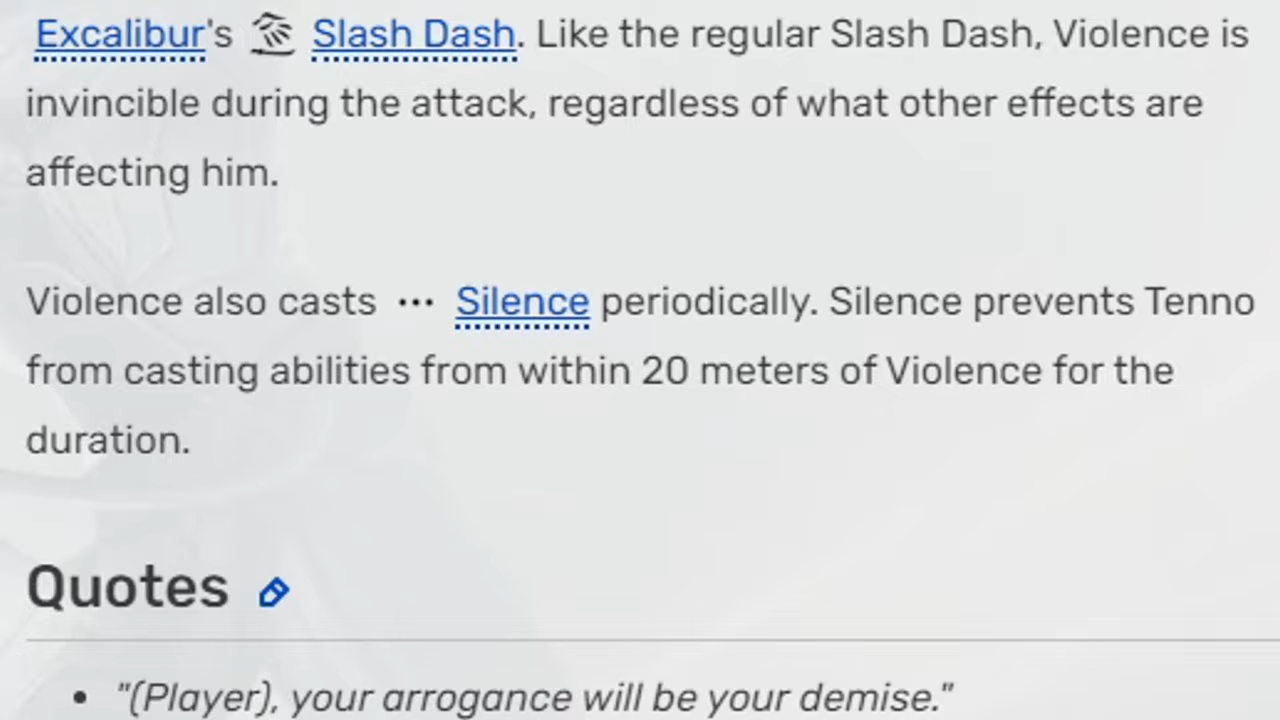 Excalibur's Slash Dash. Like the regular Slash Dash, Violence is
invincible during the attack, regardless of what other effects are
affecting him.
Violence also casts ··· Silence periodically. Silence prevents Tenno
from casting abilities from within 20 meters of Violence for the
duration.
Quotes
• "(Player), your arrogance will be your demise."